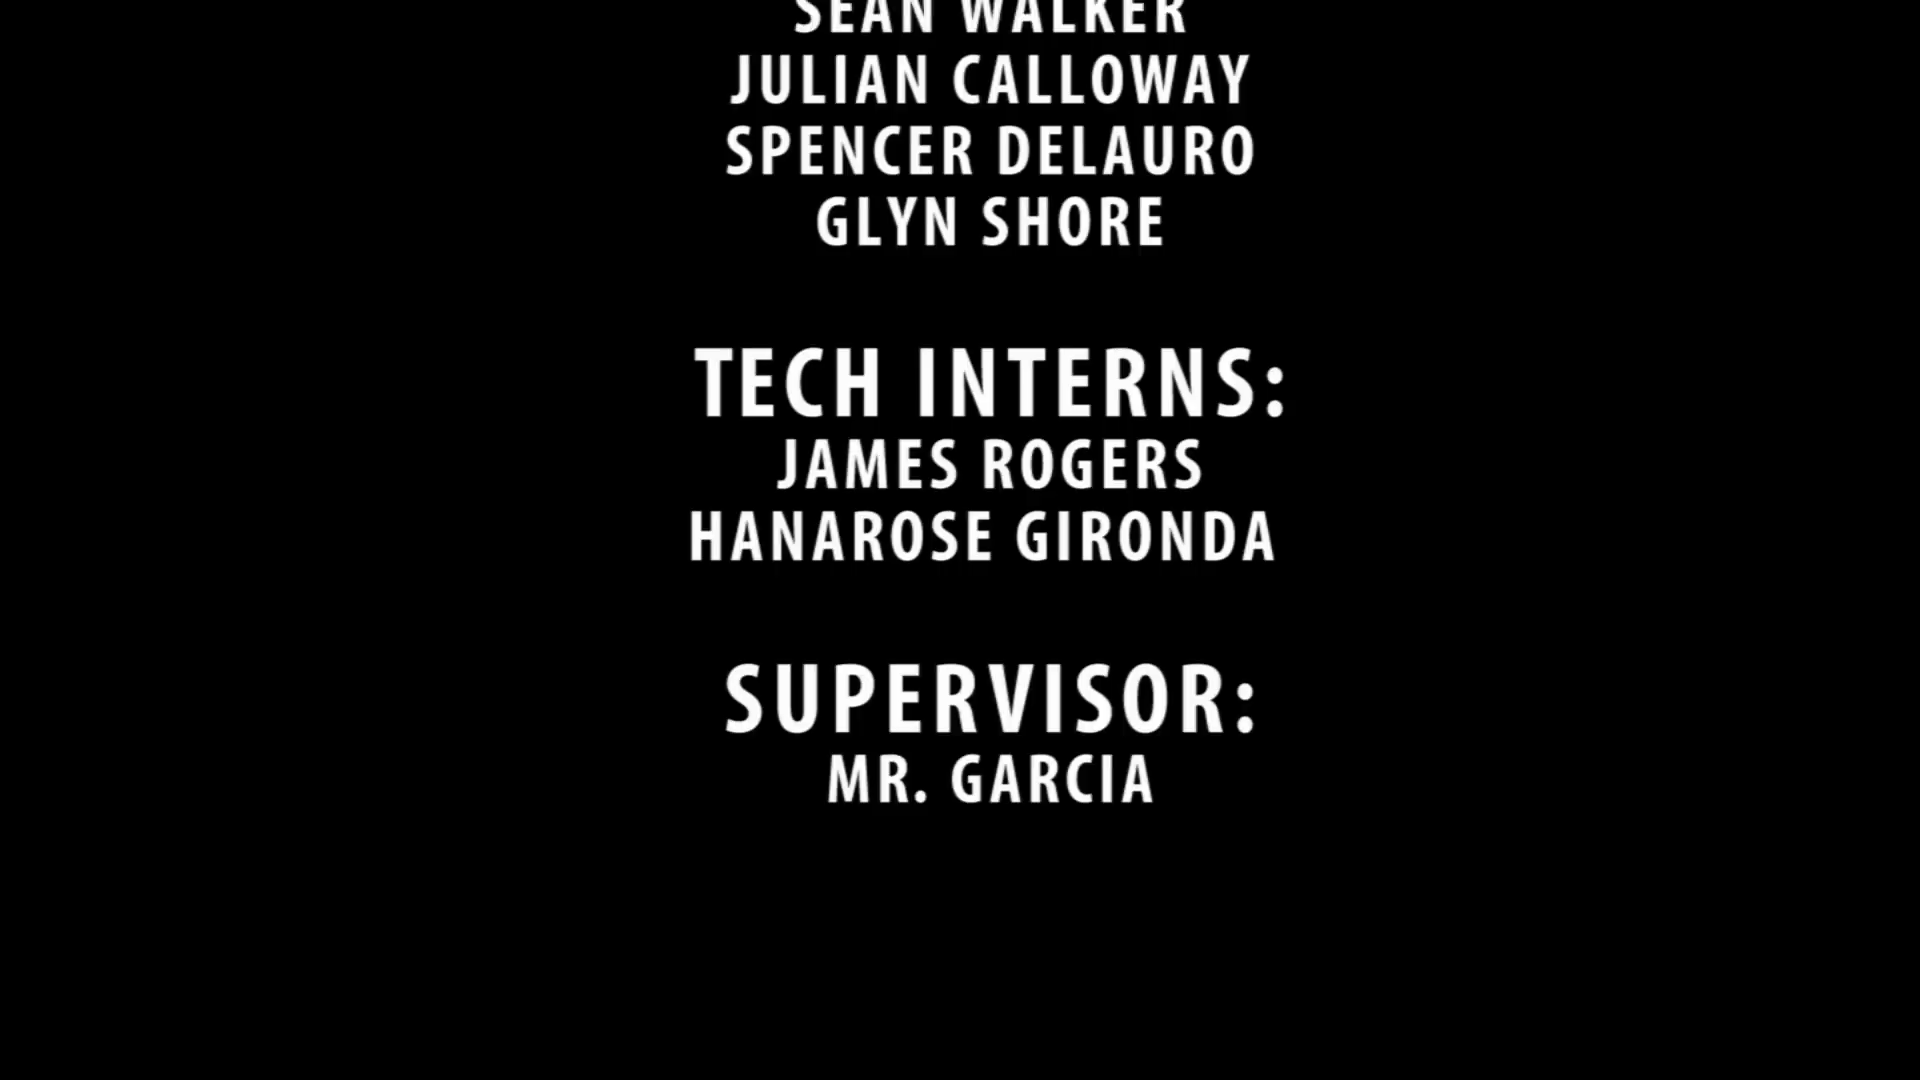 SEAN WALKER
JULIAN CALLOWAY
SPENCER DELAURO
GLYN SHORE
TECH INTERNS:
JAMES ROGERS
HANAROSE GIRONDA
SUPERVISOR:
MR. GARCIA